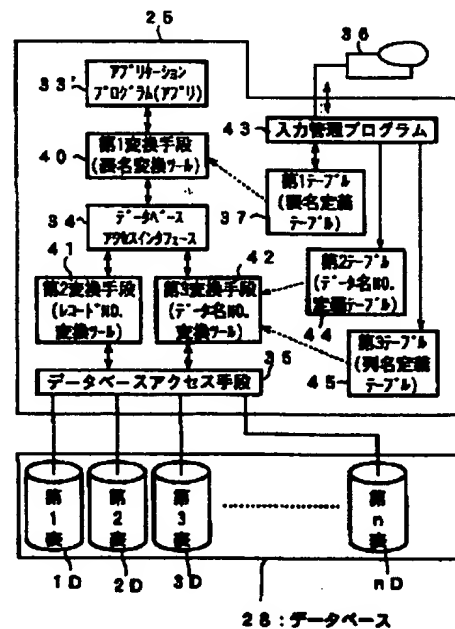 25
36
33'
アプリケーション
プログラム(アプリ)
43
入力管理プログラム
40
第1変換手段
(表名変換ツール)
第1テーブル
(表名定義
テーブル)
37
34
データベース
アクセスインタフェース
41
42
第2変換手段
(レコードNO.
変換ツール)
第3変換手段
(データ名NO.
変換ツール)
第2テーブル
(データ名NO.
定義テーブル)
44
第3テーブル
(列名定義
テーブル)
45
35
データベースアクセス手段
第1表
第2表
第3表
第n表
1D
2D
3D
nD
28:データベース